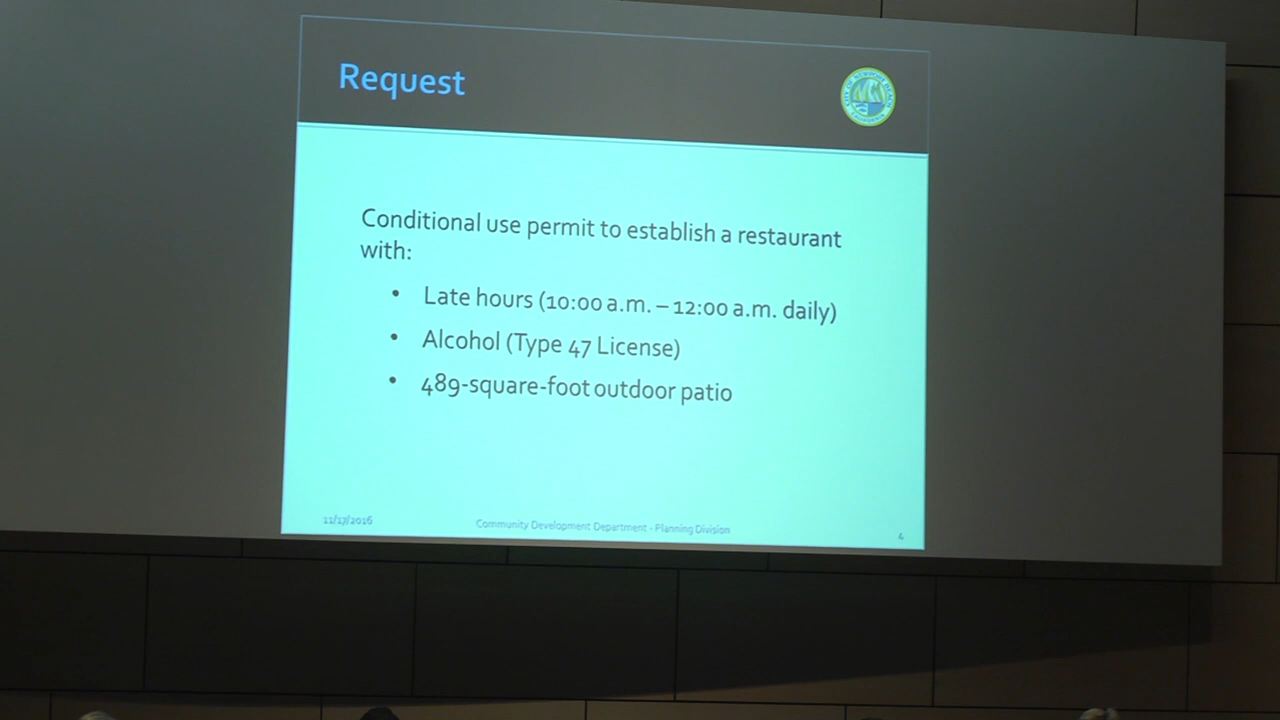 Request
Conditional use permit to establish a restaurant
with:
• Late hours (10:00 a.m. – 12:00 a.m. daily)
• Alcohol (Type 47 License)
• 489-square-foot outdoor patio
11/17/2016
Community Development Department - Planning Division
4